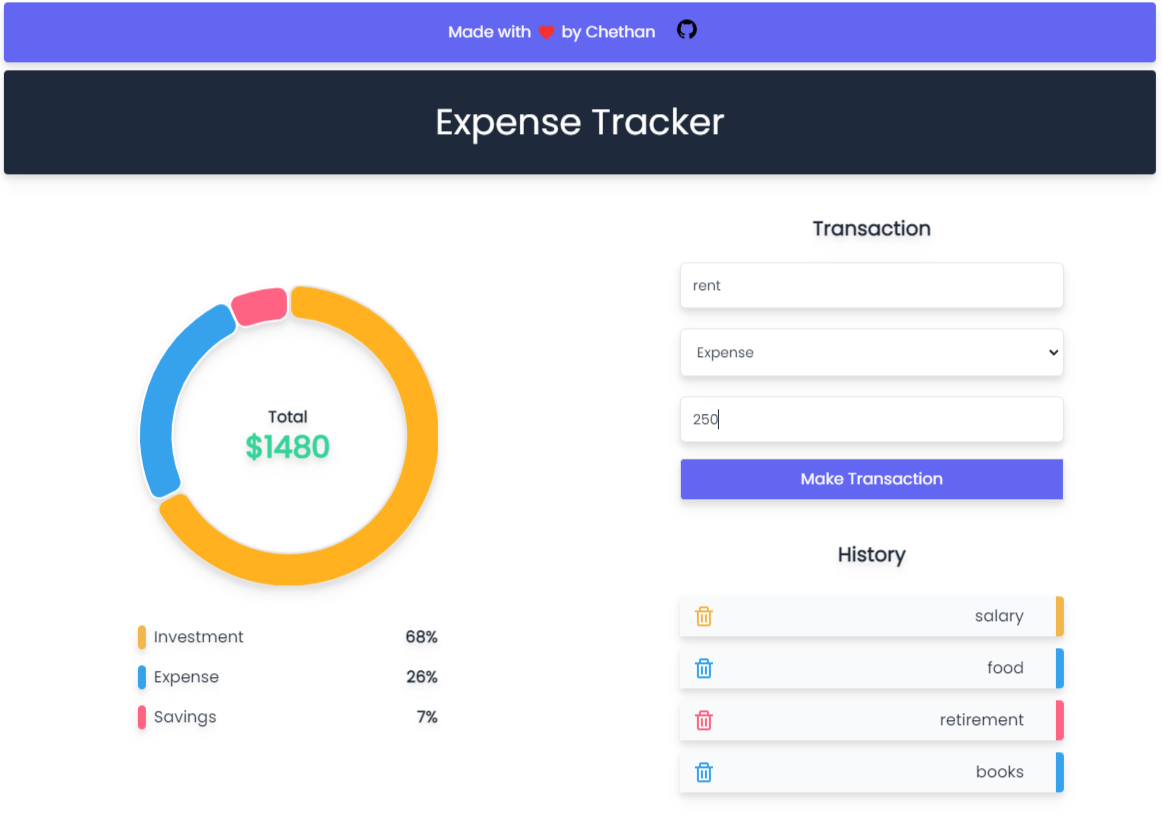 Made with ❤ by Chethan
Expense Tracker
Total
$1480
Investment 68%
Expense 26%
Savings 7%
Transaction
rent
Expense
250
Make Transaction
History
salary
food
retirement
books